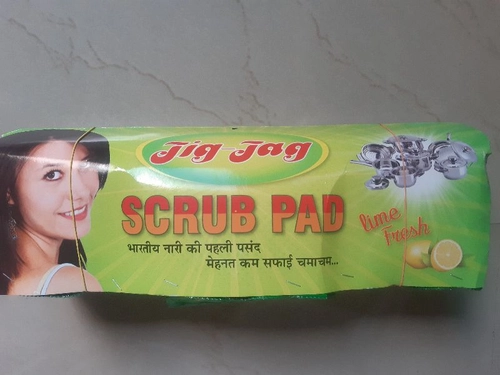 Jig Jag
SCRUB PAD
lime
Fresh
भारतीय नारी की पहली पसंद
मेहनत कम सफाई चमाचम...